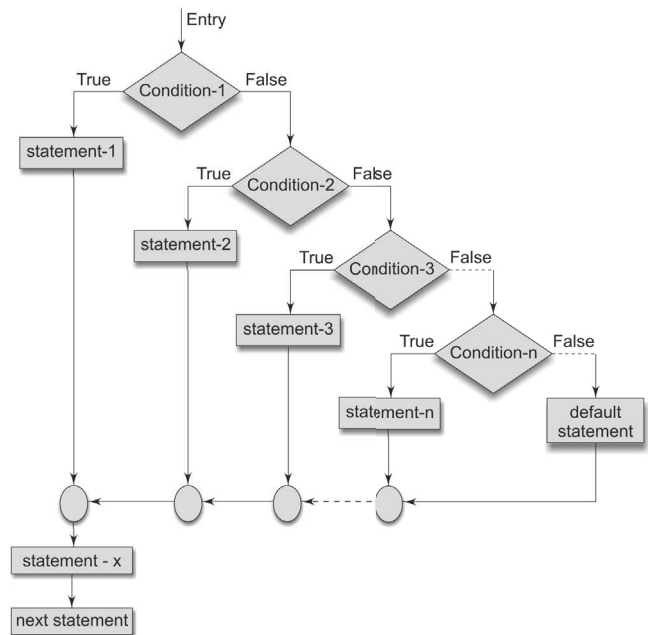 Entry
True
False
Condition-1
statement-1
True
False
Condition-2
statement-2
True
False
Condition-3
statement-3
True
False
Condition-n
statement-n
default
statement
statement - x
next statement